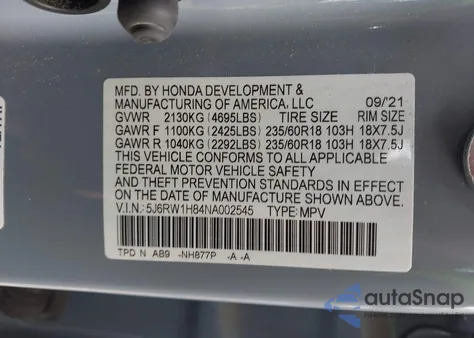 MFD. BY HONDA DEVELOPMENT &
MANUFACTURING OF AMERICA, LLC 09/'21
GVWR 2130KG (4695LBS) TIRE SIZE RIM SIZE
GAWR F 1100KG (2425LBS) 235/60R18 103H 18X7.5J
GAWR R 1040KG (2292LBS) 235/60R18 103H 18X7.5J
THIS VEHICLE CONFORMS TO ALL APPLICABLE
FEDERAL MOTOR VEHICLE SAFETY
AND THEFT PREVENTION STANDARDS IN EFFECT
ON THE DATE OF MANUFACTURE SHOWN ABOVE.
V.I.N.: 5J6RW1H84NA002545 TYPE: MPV
TPD N AB9 -NH877P -A -A
autoSnap